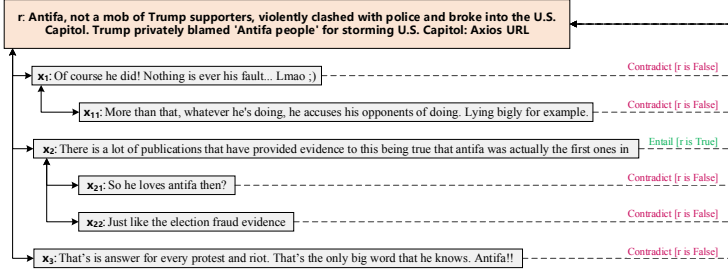 r: Antifa, not a mob of Trump supporters, violently clashed with police and broke into the U.S.
Capitol. Trump privately blamed 'Antifa people' for storming U.S. Capitol: Axios URL
x1: Of course he did! Nothing is ever his fault... Lmao ;)
Contradict [r is False]
x11: More than that, whatever he's doing, he accuses his opponents of doing. Lying bigly for example.
Contradict [r is False]
x2: There is a lot of publications that have provided evidence to this being true that antifa was actually the first ones in
Entail [r is True]
x21: So he loves antifa then?
Contradict [r is False]
x22: Just like the election fraud evidence
Contradict [r is False]
x3: That's is answer for every protest and riot. That's the only big word that he knows. Antifa!!
Contradict [r is False]